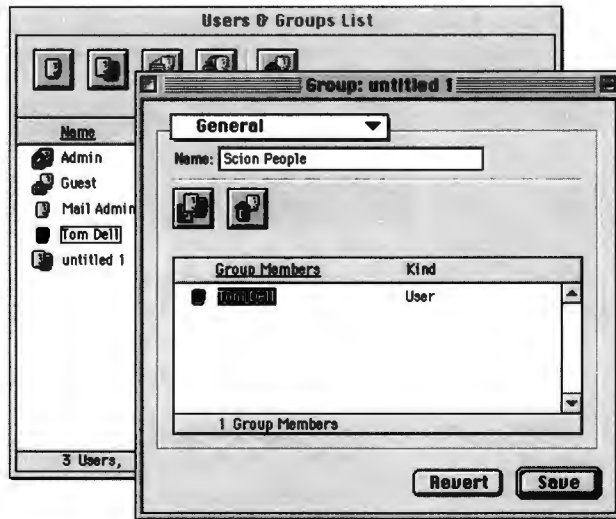 Users & Groups List
Name
Admin
Guest
Mail Admin
Tom Dell
untitled 1
3 Users,
Group: untitled 1
General
Name: Scion People
Group Members Kind
Tom Dell User
1 Group Members
Revert Save